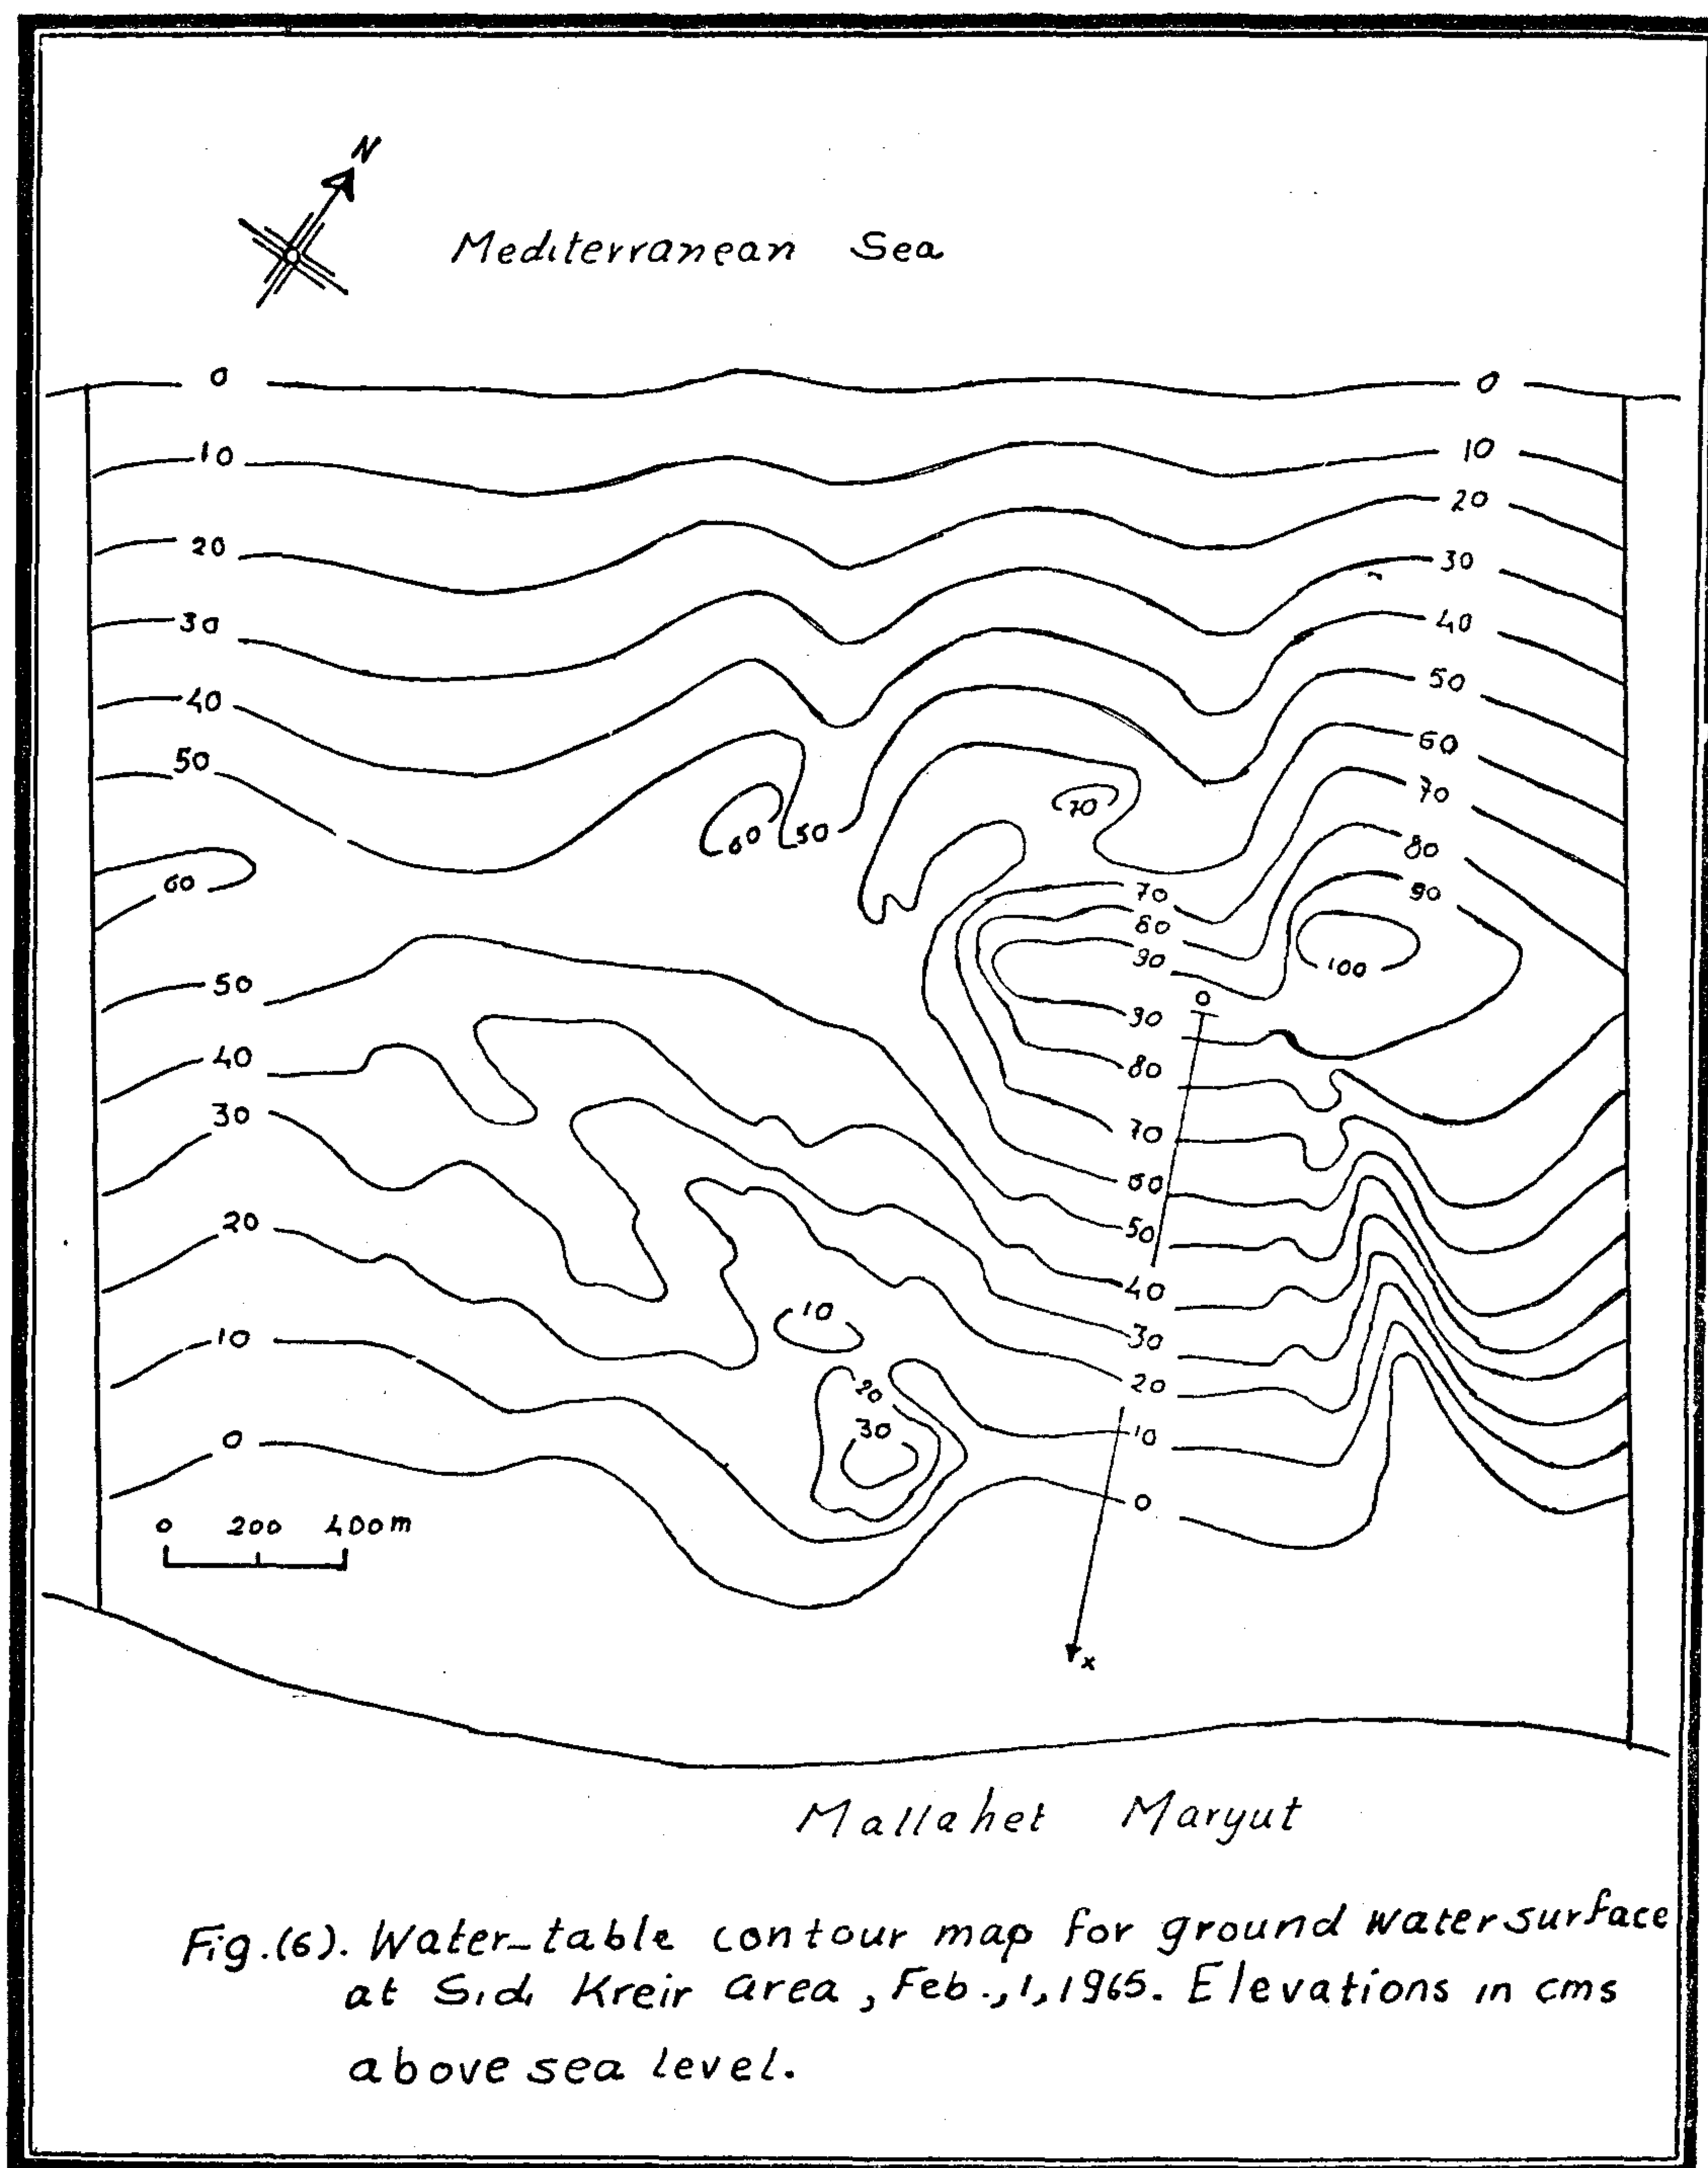 N
Mediterranean Sea
0 0
10 10
20 20
30 30
40 40
50 50
60
70
80
90
60 50 70
60
70
80
90
100
0
50 90
40 80
30 70
60
20 50
40
10 10 30
20 20
30 10
0 0
0 200 400m
x
Mallahet Maryut
Fig.(6). Water-table contour map for ground water surface
at Sidi Kreir area, Feb., 1, 1965. Elevations in cms
above sea level.